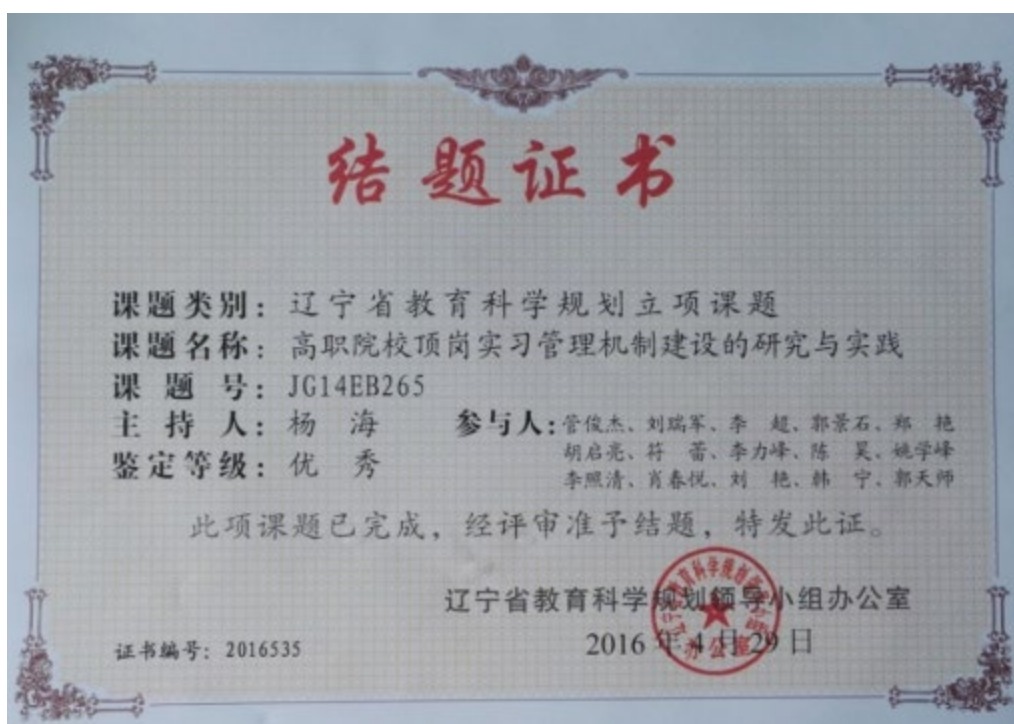 结题证书
课题类别：辽宁省教育科学规划立项课题
课题名称：高职院校顶岗实习管理机制建设的研究与实践
课题号：JG14EB265
主持人：杨海 参与人：管俊杰、刘瑞军、李超、郭景石、郑艳
胡启亮、符蕾、李力峰、陈昊、姚学峰
鉴定等级：优秀
李照清、肖春悦、刘艳、韩宁、郭天师
此项课题已完成，经评审准予结题，特发此证。
辽宁省教育科学规划领导小组办公室
证书编号：2016535
2016年4月29日
办公室